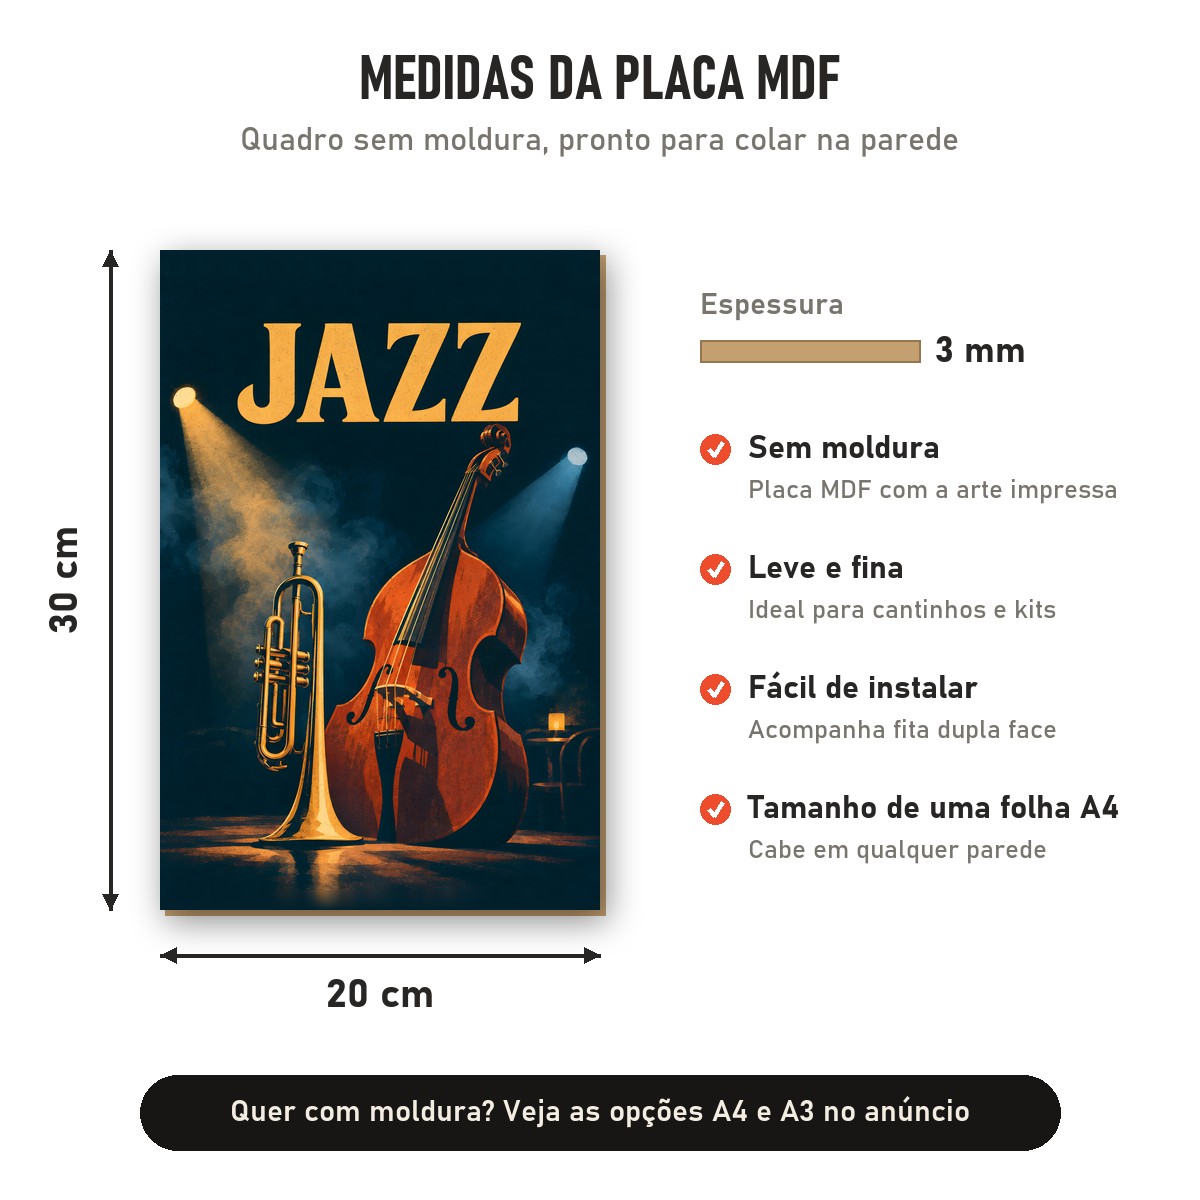 MEDIDAS DA PLACA MDF
Quadro sem moldura, pronto para colar na parede
JAZZ
30 cm
20 cm
Espessura
3 mm
Sem moldura
Placa MDF com a arte impressa
Leve e fina
Ideal para cantinhos e kits
Fácil de instalar
Acompanha fita dupla face
Tamanho de uma folha A4
Cabe em qualquer parede
Quer com moldura? Veja as opções A4 e A3 no anúncio